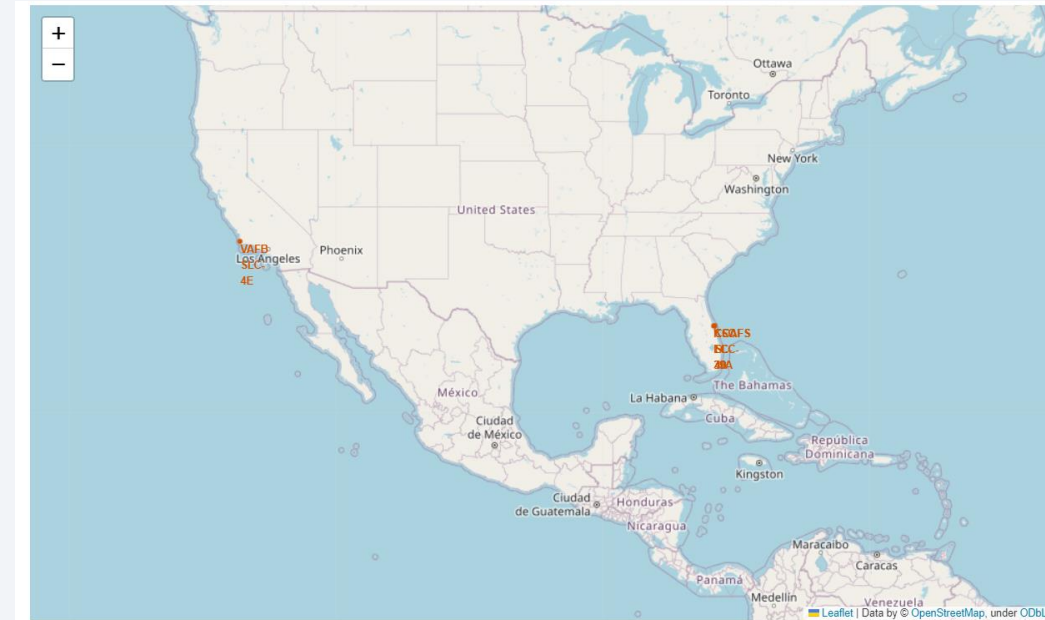 +
−
Ottawa
Toronto
New York
Washington
United States
VAFB
SLC-
4E
Los Angeles
Phoenix
The Bahamas
La Habana
Cuba
México
Ciudad
de México
República
Dominicana
Kingston
Ciudad
de Guatemala
Honduras
Nicaragua
Maracaibo
Caracas
Panamá
Medellín
Venezuela
Leaflet | Data by © OpenStreetMap, under ODbL